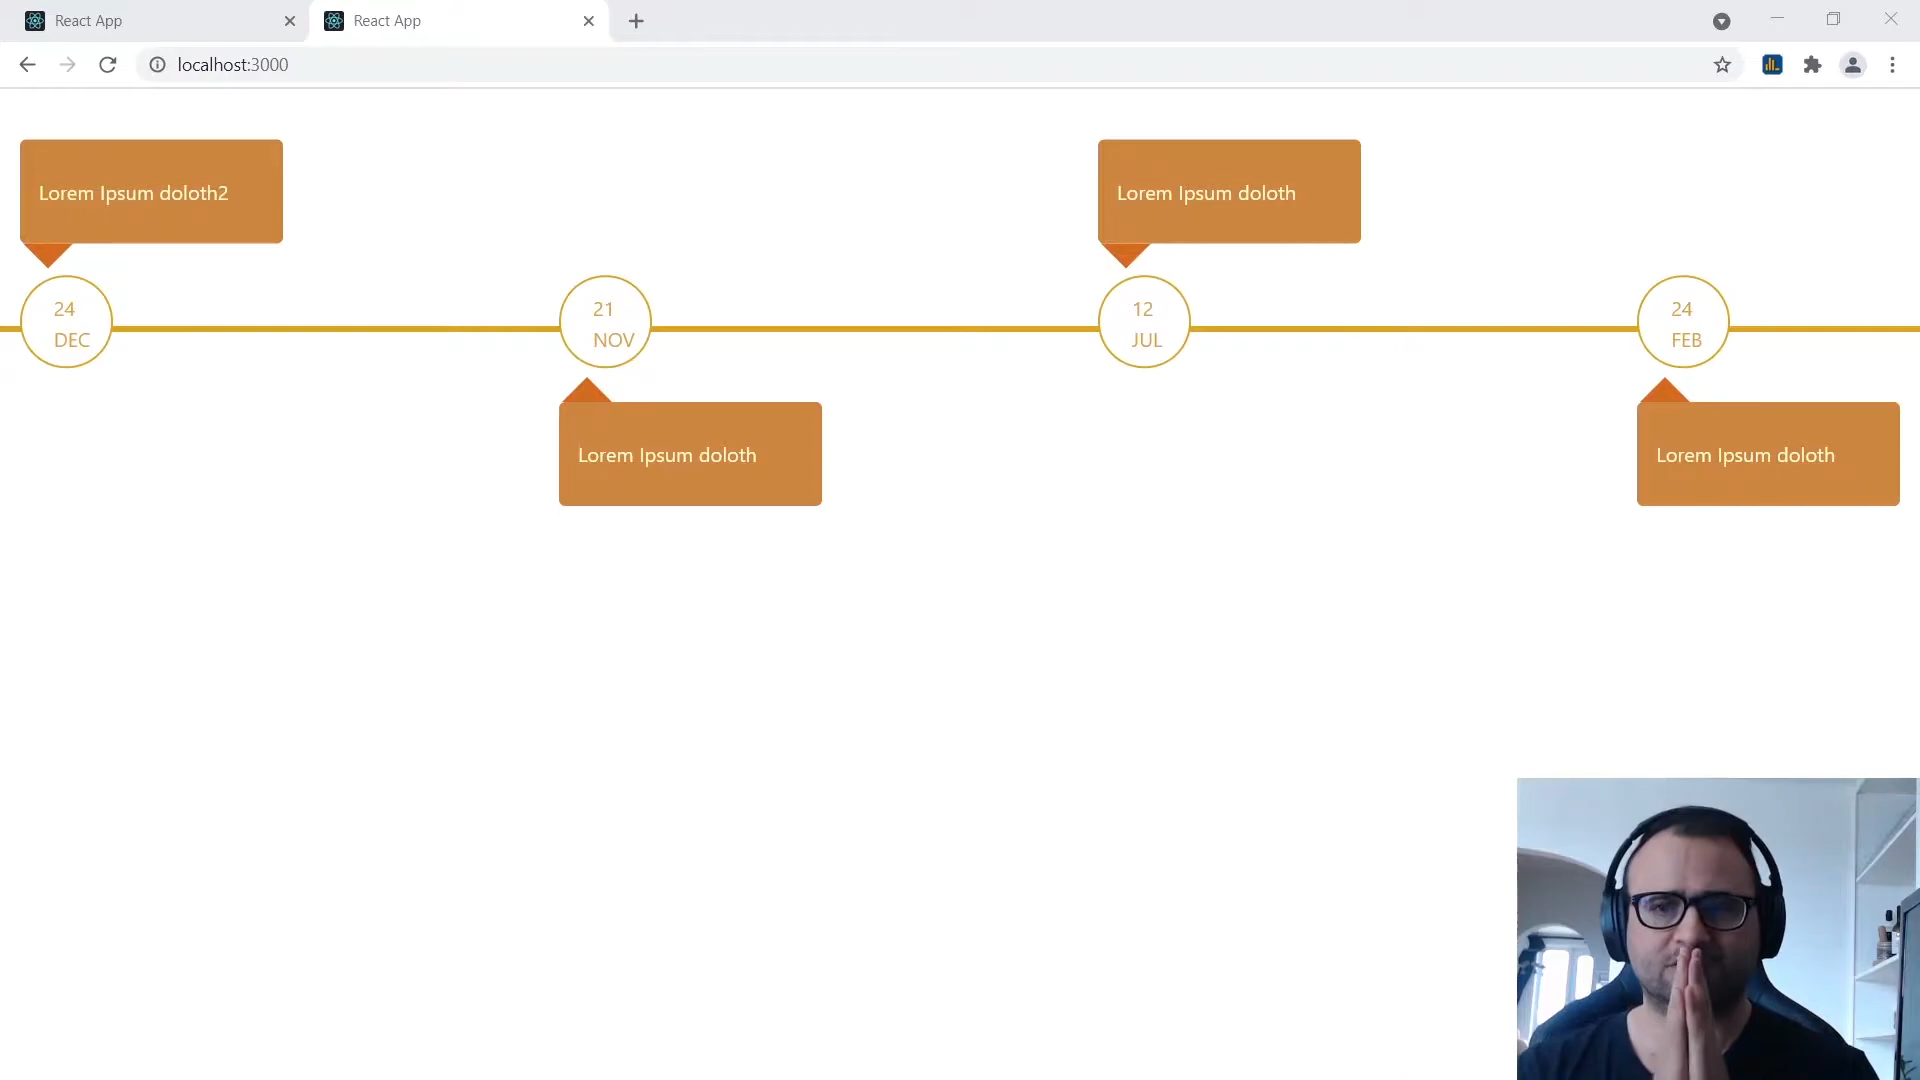 React App
React App
localhost:3000
Lorem Ipsum doloth2
Lorem Ipsum doloth
24
DEC
21
NOV
12
JUL
24
FEB
Lorem Ipsum doloth
Lorem Ipsum doloth